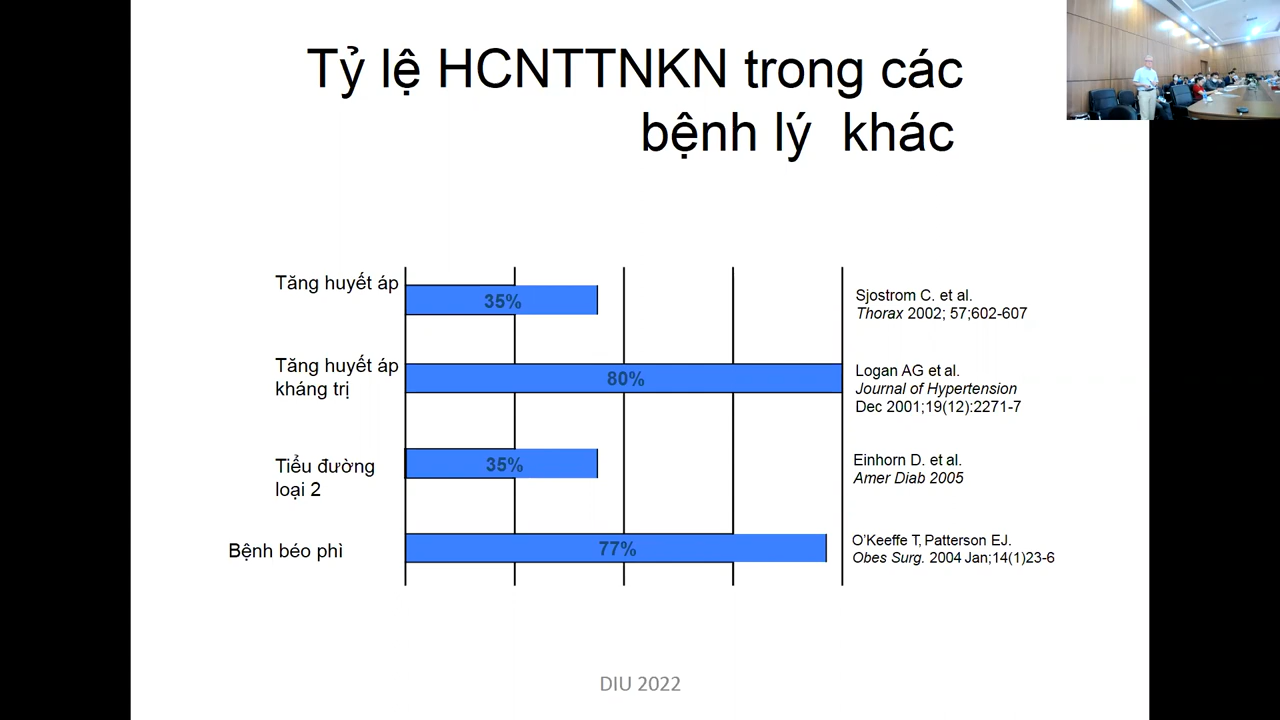 Tỷ lệ HCNTTNKN trong các
bệnh lý khác
Tăng huyết áp
35%
Sjostrom C. et al.
Thorax 2002; 57;602-607
Tăng huyết áp
kháng trị
80%
Logan AG et al.
Journal of Hypertension
Dec 2001;19(12):2271-7
Tiểu đường
loại 2
35%
Einhorn D. et al.
Amer Diab 2005
Bệnh béo phì
77%
O'Keeffe T, Patterson EJ.
Obes Surg. 2004 Jan;14(1)23-6
DIU 2022